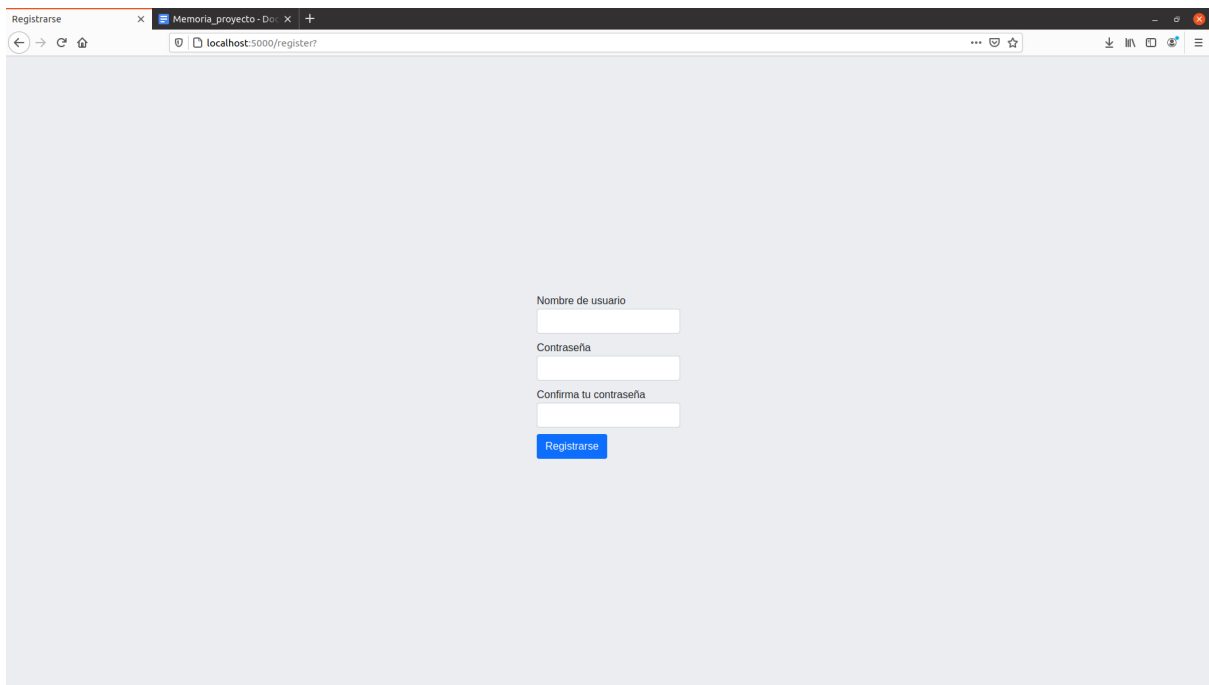 Registrarse
Memoria_proyecto - Doc
localhost:5000/register?
Nombre de usuario
Contraseña
Confirma tu contraseña
Registrarse